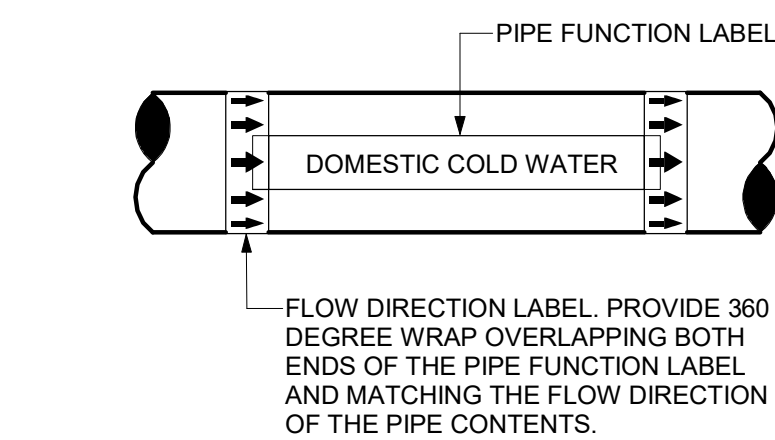 PIPE FUNCTION LABEL
DOMESTIC COLD WATER
FLOW DIRECTION LABEL. PROVIDE 360
DEGREE WRAP OVERLAPPING BOTH
ENDS OF THE PIPE FUNCTION LABEL
AND MATCHING THE FLOW DIRECTION
OF THE PIPE CONTENTS.